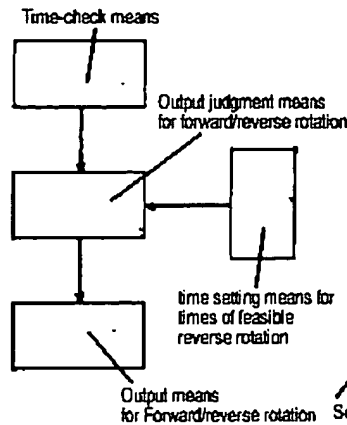 Time-check means
Output judgment means
for forward/reverse rotation
time setting means for
times of feasible
reverse rotation
Output means
for Forward/reverse rotation